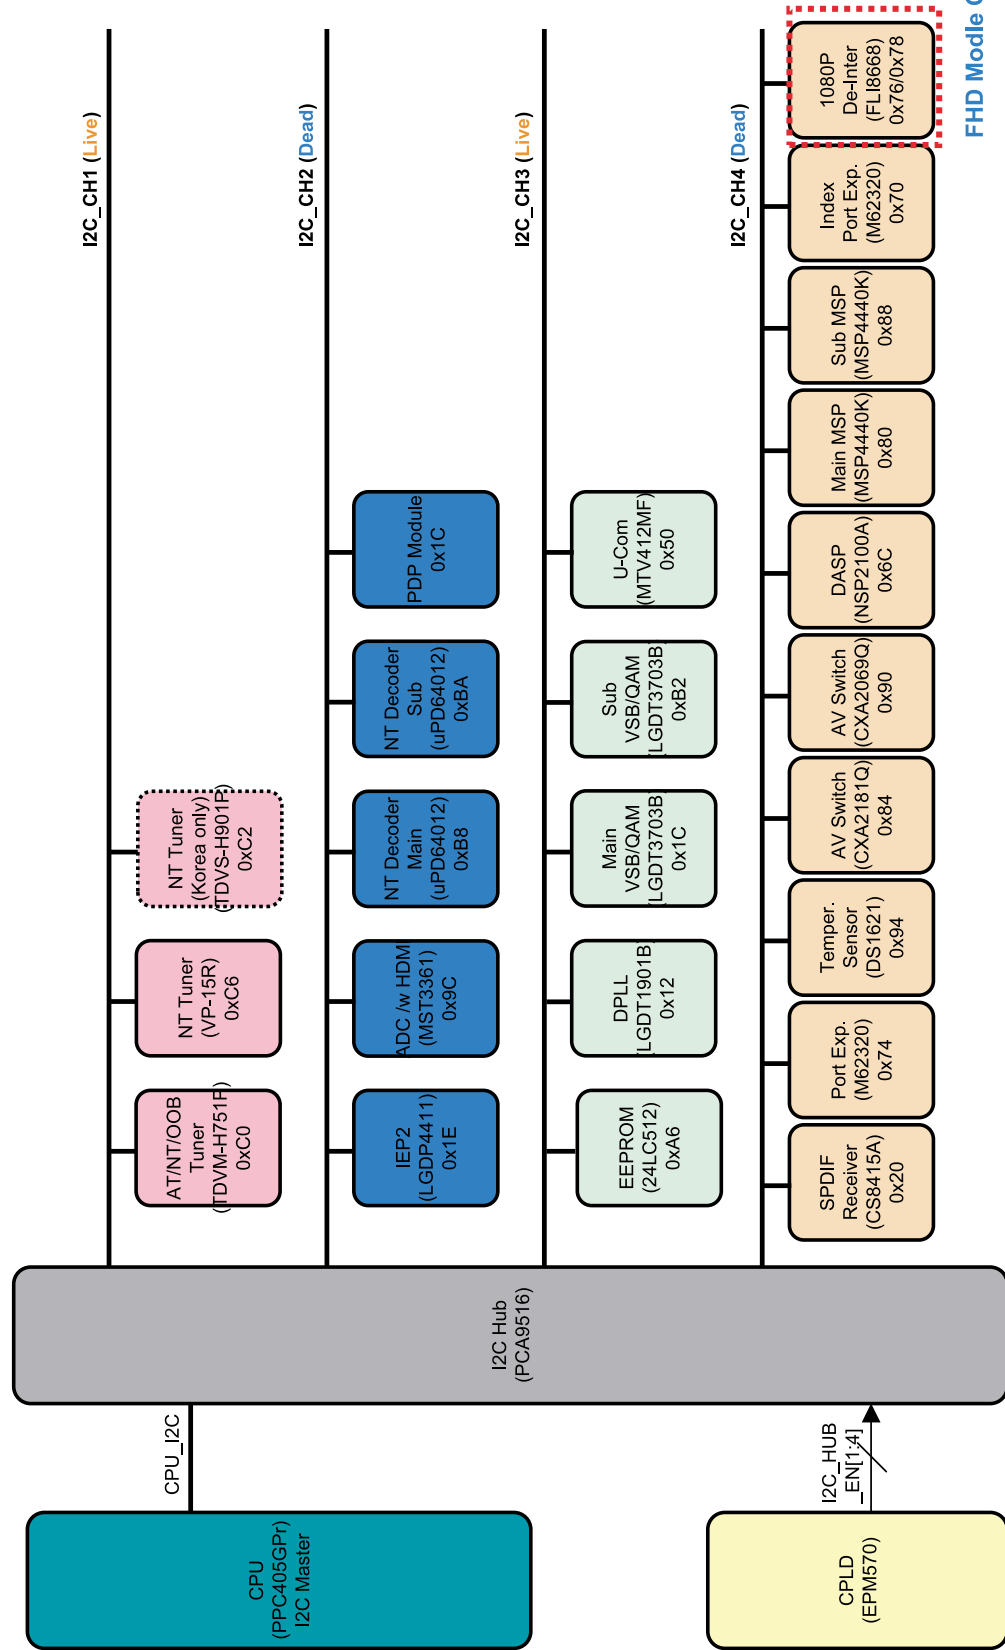 CPU
(PPC405GPr)
I2C Master
CPU_I2C
CPLD
(EPM570)
I2C_HUB
_EN[1:4]
I2C Hub
(PCA9516)
I2C_CH1 (Live)
AT/NT/OOB
Tuner
(TDVM-H751F)
0xC0
NT Tuner
(VP-15R)
0xC6
NT Tuner
(Korea only)
(TDVS-H901P)
0xC2
I2C_CH2 (Dead)
IEP2
(LGDP4411)
0x1E
ADC /w HDM
(MST3361)
0x9C
NT Decoder
Main
(uPD64012)
0xB8
NT Decoder
Sub
(uPD64012)
0xBA
PDP Module
0x1C
I2C_CH3 (Live)
EEPROM
(24LC512)
0xA6
DPLL
(LGDT1901B)
0x12
Main
VSB/QAM
(LGDT3703B)
0x1C
Sub
VSB/QAM
(LGDT3703B)
0xB2
U-Com
(MTV412MF)
0x50
I2C_CH4 (Dead)
SPDIF
Receiver
(CS8415A)
0x20
Port Exp.
(M62320)
0x74
Temper.
Sensor
(DS1621)
0x94
AV Switch
(CXA2181Q)
0x84
AV Switch
(CXA2069Q)
0x90
DASP
(NSP2100A)
0x6C
Main MSP
(MSP4440K)
0x80
Sub MSP
(MSP4440K)
0x88
Index
Port Exp.
(M62320)
0x70
1080P
De-Inter
(FLI8668)
0x76/0x78
FHD Modle